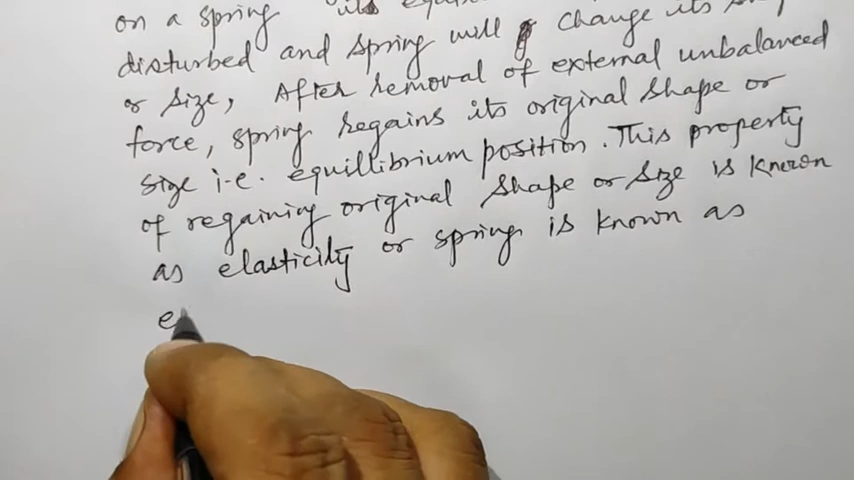 on a spring its
disturbed and spring will change its
or size, After removal of external unbalanced
force, spring regains its original shape or
size i.e. equillibrium position. This property
of regaining original shape or size is known
as elasticity or spring is known as
e